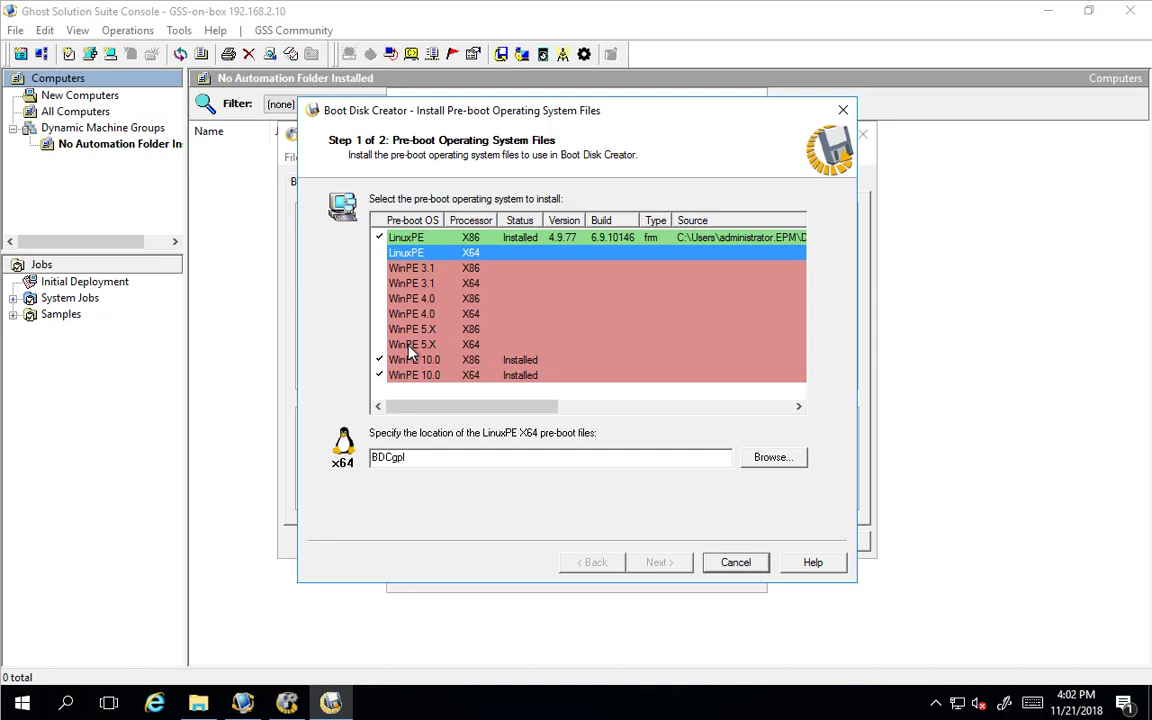 Ghost Solution Suite Console - GSS-on-box 192.168.2.10
File Edit View Operations Tools Help GSS Community
Computers
New Computers
All Computers
Dynamic Machine Groups
No Automation Folder In
No Automation Folder Installed Computers
Filter: (none)
Name
Boot Disk Creator - Install Pre-boot Operating System Files
Step 1 of 2: Pre-boot Operating System Files
Install the pre-boot operating system files to use in Boot Disk Creator.
Select the pre-boot operating system to install:
Pre-boot OS Processor Status Version Build Type Source
LinuxPE X86 Installed 4.9.77 6.9.10146 frm C:\Users\administrator.EPM\D
LinuxPE X64
WinPE 3.1 X86
WinPE 3.1 X64
WinPE 4.0 X86
WinPE 4.0 X64
WinPE 5.X X86
WinPE 5.X X64
WinPE 10.0 X86 Installed
WinPE 10.0 X64 Installed
Specify the location of the LinuxPE X64 pre-boot files:
x64
BDCgpl Browse...
< Back Next > Cancel Help
Jobs
Initial Deployment
System Jobs
Samples
0 total
4:02 PM
11/21/2018
1